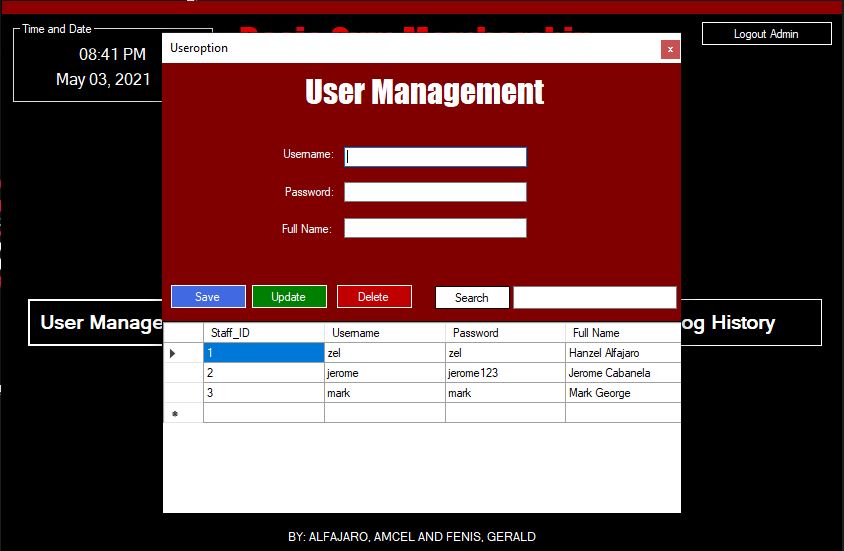 Time and Date
08:41 PM
May 03, 2021
Logout Admin
Useroption
x
User Management
Username:
Password:
Full Name:
Save Update Delete Search
User Manage
og History
Staff_ID Username Password Full Name
1 zel zel Hanzel Alfajaro
2 jerome jerome123 Jerome Cabanela
3 mark mark Mark George
BY: ALFAJARO, AMCEL AND FENIS, GERALD